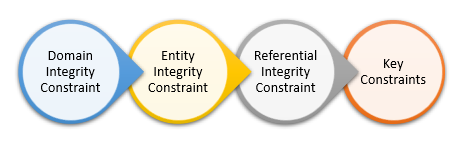 Domain
Integrity
Constraint
Entity
Integrity
Constraint
Referential
Integrity
Constraint
Key
Constraints